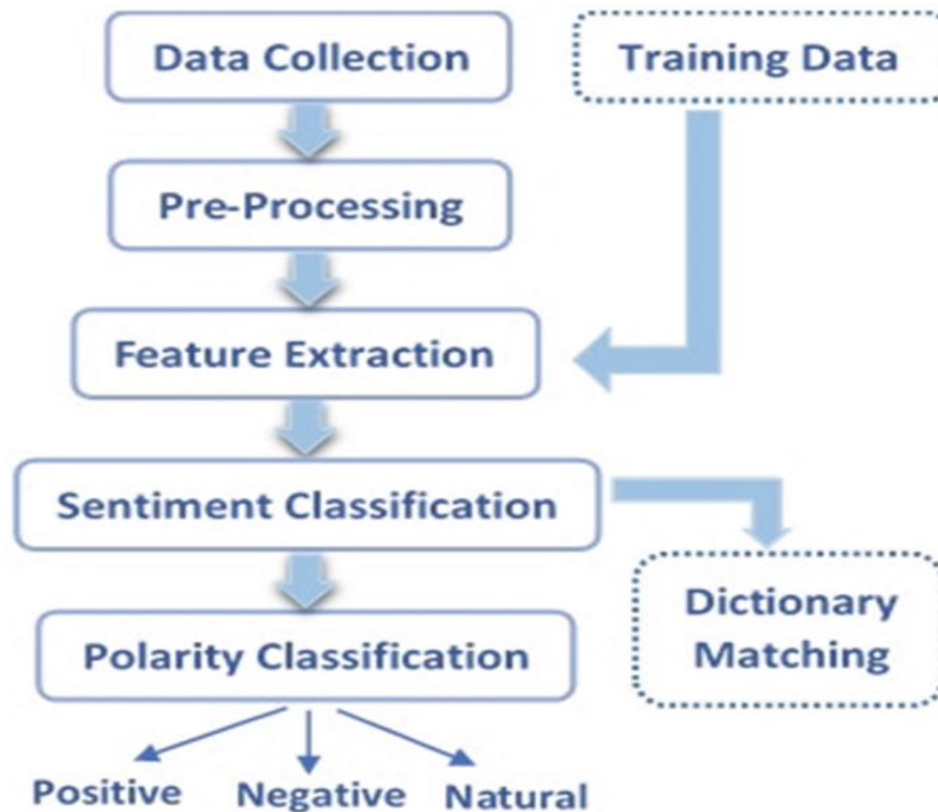 Data Collection
Training Data
Pre-Processing
Feature Extraction
Sentiment Classification
Dictionary
Matching
Polarity Classification
Positive
Negative
Natural